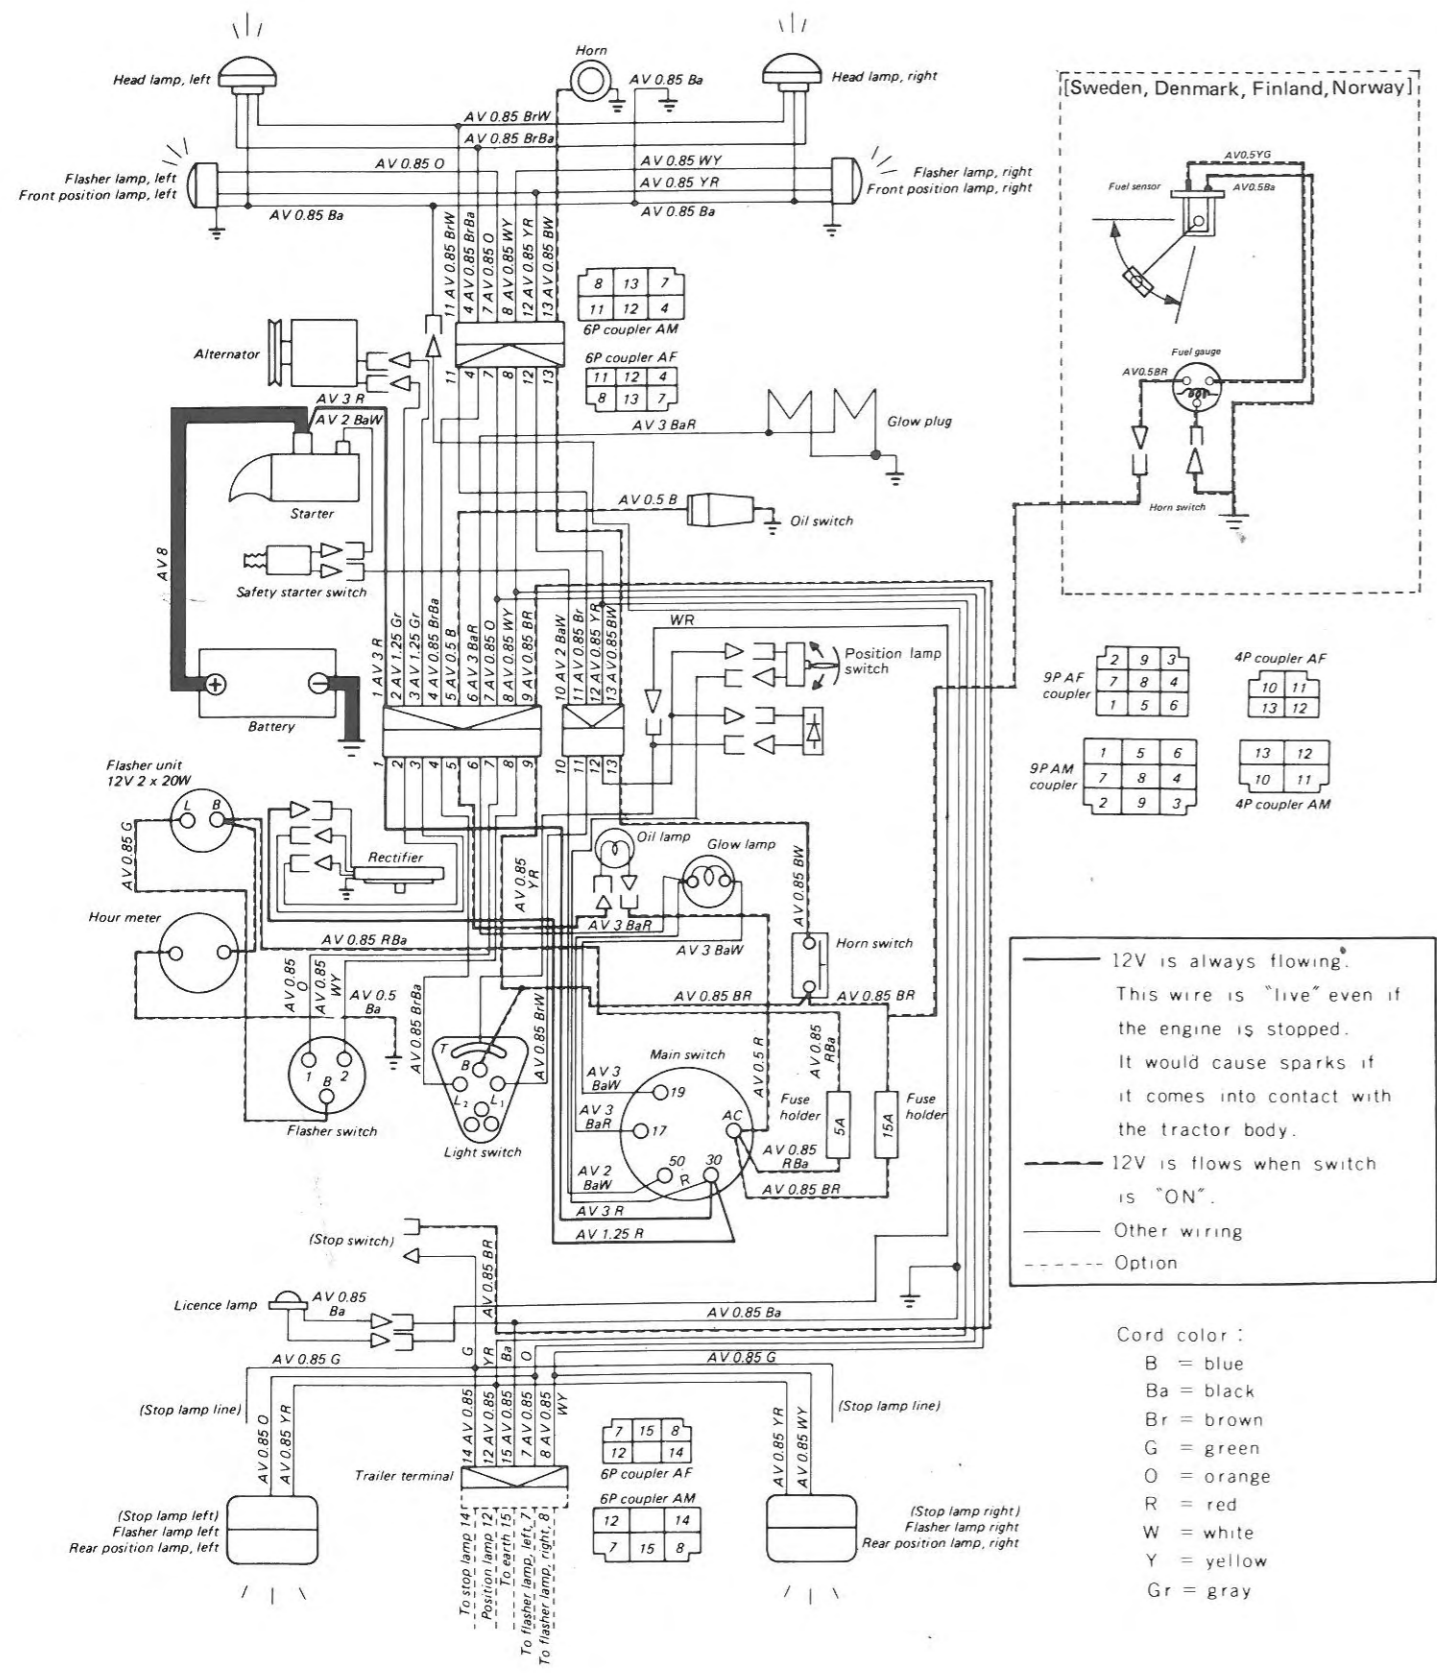 Head lamp, left
Horn
AV 0.85 Ba
Head lamp, right
AV 0.85 BrW
AV 0.85 BrBa
AV 0.85 O
AV 0.85 WY
Flasher lamp, left
Front position lamp, left
AV 0.85 YR
Flasher lamp, right
Front position lamp, right
AV 0.85 Ba
AV 0.85 Ba
11 AV 0.85 BrW
4 AV 0.85 BrBa
7 AV 0.85 O
8 AV 0.85 WY
12 AV 0.85 YR
13 AV 0.85 BW
8 13 7
11 12 4
6P coupler AM
6P coupler AF
11 12 4
8 13 7
11 4 7 8 12 13
Alternator
AV 3 R
AV 2 BaW
AV 3 BaR
Glow plug
Starter
AV 0.5 B
Oil switch
AV 8
Safety starter switch
[Sweden, Denmark, Finland, Norway]
AV0.5YG
Fuel sensor
AV0.5Ba
Fuel gauge
AV0.5BR
Horn switch
1 AV 3 R
2 AV 1.25 Gr
3 AV 1.25 Gr
4 AV 0.85 BrBa
5 AV 0.5 B
6 AV 3 BaR
7 AV 0.85 O
8 AV 0.85 WY
9 AV 0.85 BR
10 AV 2 BaW
11 AV 0.85 Br
12 AV 0.85 YR
13 AV 0.85 BW
WR
Position lamp
switch
Battery
1 2 3 4 5 6 7 8 9
10 11 12 13
9P AF
coupler
2 9 3
7 8 4
1 5 6
4P coupler AF
10 11
13 12
9P AM
coupler
1 5 6
7 8 4
2 9 3
13 12
10 11
4P coupler AM
Flasher unit
12V 2 x 20W
L B
AV 0.85 G
Rectifier
AV 0.85
YR
Oil lamp
Glow lamp
AV 0.85 BW
Hour meter
AV 0.85 RBa
AV 3 BaR
AV 3 BaW
Horn switch
AV 0.85
O
AV 0.85
WY
AV 0.5
Ba
AV 0.85 BrBa
AV 0.85 BrW
AV 0.85 BR
AV 0.85 BR
1 2
B
Flasher switch
T
B
L2 L1
Light switch
Main switch
AV 3
BaW
19
AV 3
BaR
17
AC
50
R
30
AV 2
BaW
AV 3 R
AV 1.25 R
AV 0.5 R
AV 0.85
RBa
Fuse
holder
5A
15A
Fuse
holder
AV 0.85
RBa
AV 0.85 BR
12V is always flowing.
This wire is "live" even if
the engine is stopped.
It would cause sparks if
it comes into contact with
the tractor body.
12V is flows when switch
is "ON".
Other wiring
Option
(Stop switch)
AV 0.85 BR
Licence lamp
AV 0.85
Ba
AV 0.85 Ba
AV 0.85 G
AV 0.85 G
(Stop lamp line)
(Stop lamp line)
AV 0.85 O
AV 0.85 YR
14 AV 0.85 G
12 AV 0.85 YR
15 AV 0.85 Ba
7 AV 0.85 O
8 AV 0.85 WY
AV 0.85 YR
AV 0.85 WY
Trailer terminal
7 15 8
12 14
6P coupler AF
6P coupler AM
12 14
7 15 8
(Stop lamp left)
Flasher lamp left
Rear position lamp, left
To stop lamp 14
Position lamp 12
To earth 15
To flasher lamp, left, 7
To flasher lamp, right, 8
(Stop lamp right)
Flasher lamp right
Rear position lamp, right
Cord color :
B = blue
Ba = black
Br = brown
G = green
O = orange
R = red
W = white
Y = yellow
Gr = gray